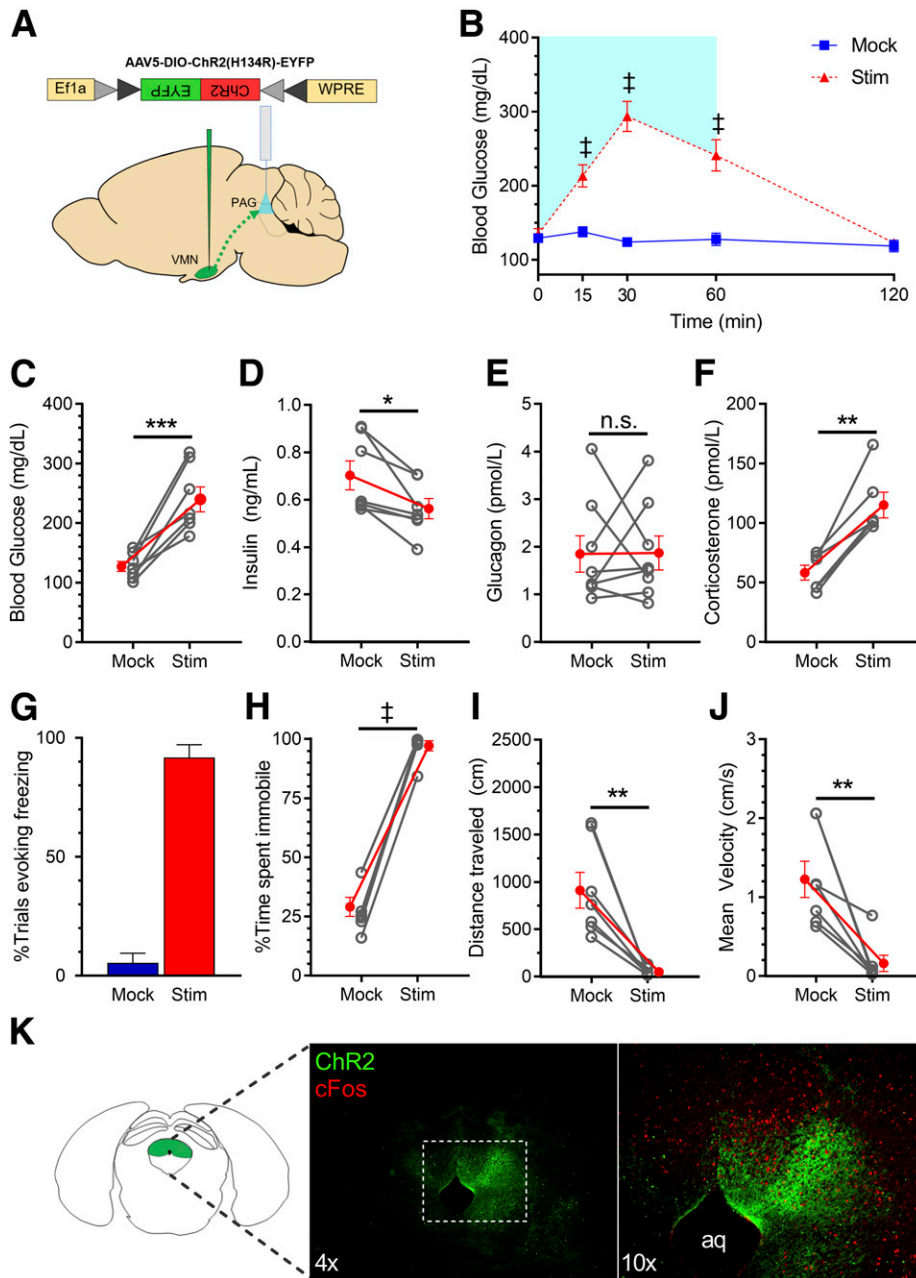 A
AAV5-DIO-ChR2(H134R)-EYFP
Ef1a
EYFP
ChR2
WPRE
PAG
VMN
B
Blood Glucose (mg/dL)
400
300
200
100
0
15
30
60
120
Time (min)
Mock
Stim
‡
‡
‡
C
Blood Glucose (mg/dL)
400
300
200
100
0
***
Mock Stim
D
Insulin (ng/mL)
1.0
0.8
0.6
0.4
0.2
0.0
*
Mock Stim
E
Glucagon (pmol/L)
5
4
3
2
1
0
n.s.
Mock Stim
F
Corticosterone (pmol/L)
200
150
100
50
0
**
Mock Stim
G
%Trials evoking freezing
100
50
0
Mock Stim
H
%Time spent immobile
100
75
50
25
0
‡
Mock Stim
I
Distance traveled (cm)
2500
2000
1500
1000
500
0
**
Mock Stim
J
Mean Velocity (cm/s)
3
2
1
0
**
Mock Stim
K
ChR2
cFos
4x
10x
aq